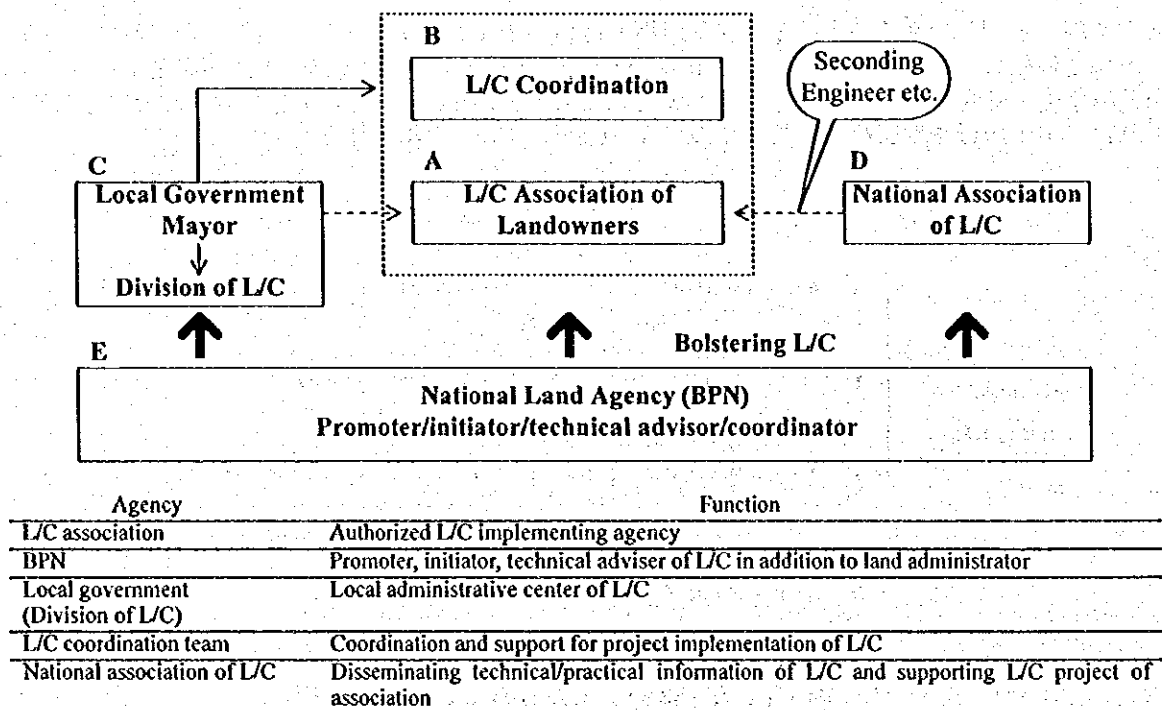 B
L/C Coordination
Seconding
Engineer etc.
C
Local Government
Mayor
Division of L/C
A
L/C Association of
Landowners
D
National Association
of L/C
E
Bolstering L/C
National Land Agency (BPN)
Promoter/initiator/technical advisor/coordinator
Agency Function
L/C association Authorized L/C implementing agency
BPN Promoter, initiator, technical adviser of L/C in addition to land administrator
Local government Local administrative center of L/C
(Division of L/C)
L/C coordination team Coordination and support for project implementation of L/C
National association of L/C Disseminating technical/practical information of L/C and supporting L/C project of
association